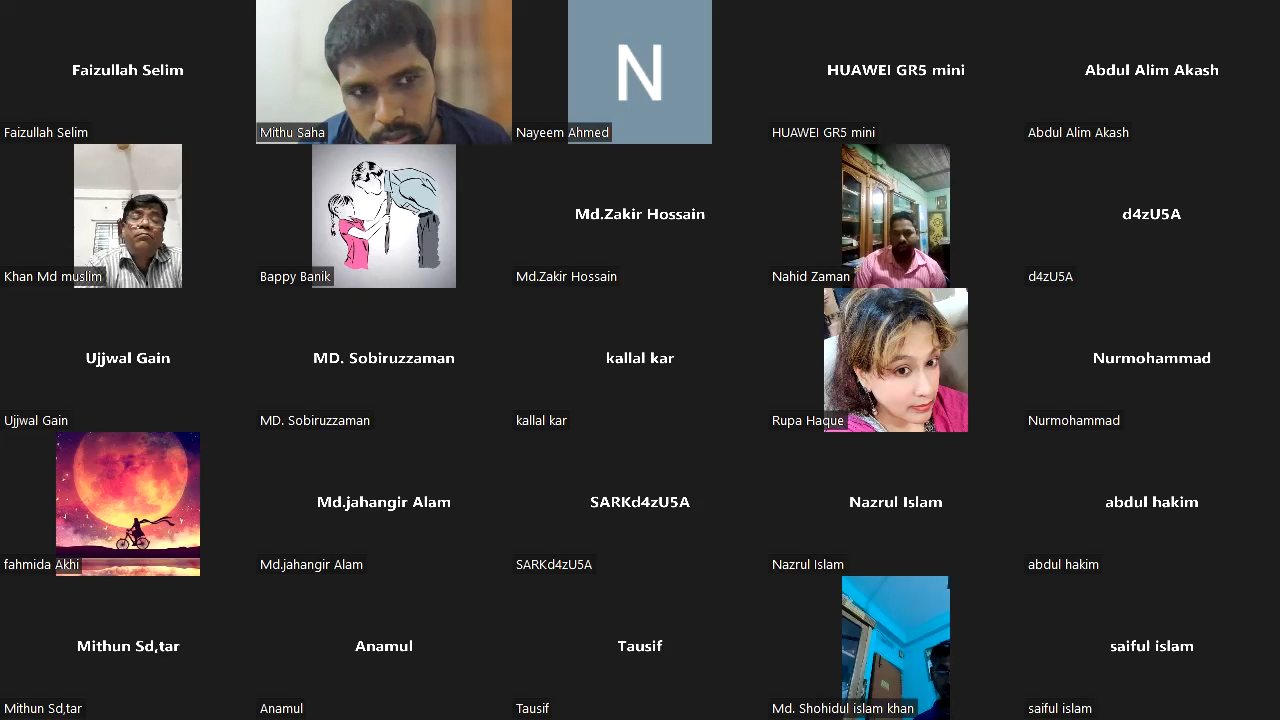 Faizullah Selim
Faizullah Selim
Mithu Saha
N
Nayeem Ahmed
HUAWEI GR5 mini
HUAWEI GR5 mini
Abdul Alim Akash
Abdul Alim Akash
Khan Md muslim
Bappy Banik
Md.Zakir Hossain
Md.Zakir Hossain
Nahid Zaman
d4zU5A
d4zU5A
Ujjwal Gain
Ujjwal Gain
MD. Sobiruzzaman
MD. Sobiruzzaman
kallal kar
kallal kar
Rupa Haque
Nurmohammad
Nurmohammad
fahmida Akhi
Md.jahangir Alam
Md.jahangir Alam
SARKd4zU5A
SARKd4zU5A
Nazrul Islam
Nazrul Islam
abdul hakim
abdul hakim
Mithun Sd,tar
Mithun Sd,tar
Anamul
Anamul
Tausif
Tausif
Md. Shohidul islam khan
saiful islam
saiful islam